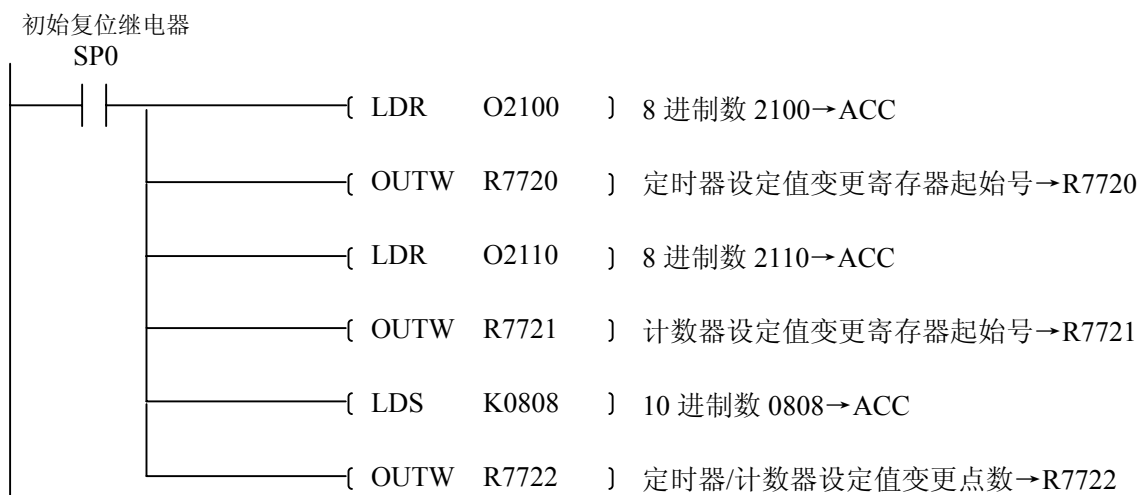 初始复位继电器
SP0
[ LDR O2100 ] 8 进制数 2100→ACC
[ OUTW R7720 ] 定时器设定值变更寄存器起始号→R7720
[ LDR O2110 ] 8 进制数 2110→ACC
[ OUTW R7721 ] 计数器设定值变更寄存器起始号→R7721
[ LDS K0808 ] 10 进制数 0808→ACC
[ OUTW R7722 ] 定时器/计数器设定值变更点数→R7722